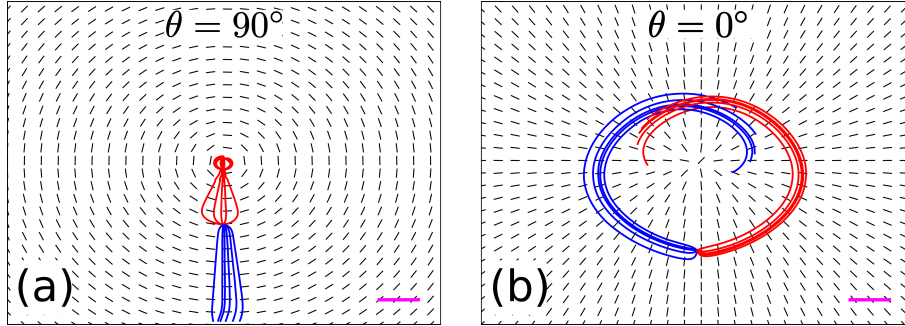 θ = 90°
θ = 0°
(a)
(b)